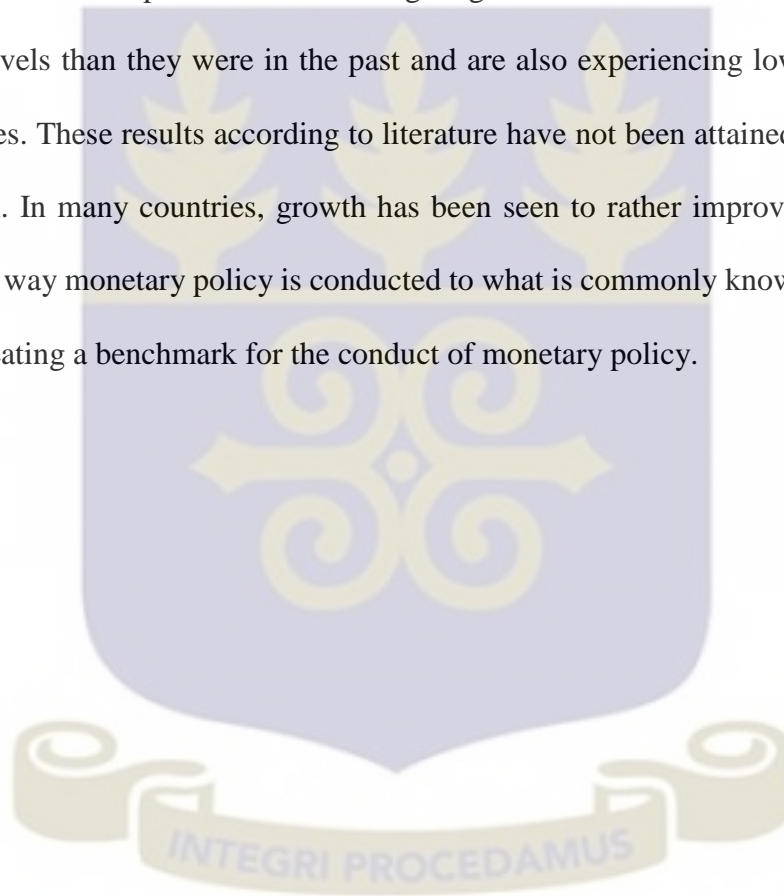 vels than they were in the past and are also experiencing lo
es. These results according to literature have not been attained
. In many countries, growth has been seen to rather improv
way monetary policy is conducted to what is commonly know
ating a benchmark for the conduct of monetary policy.
INTEGRI PROCEDAMUS